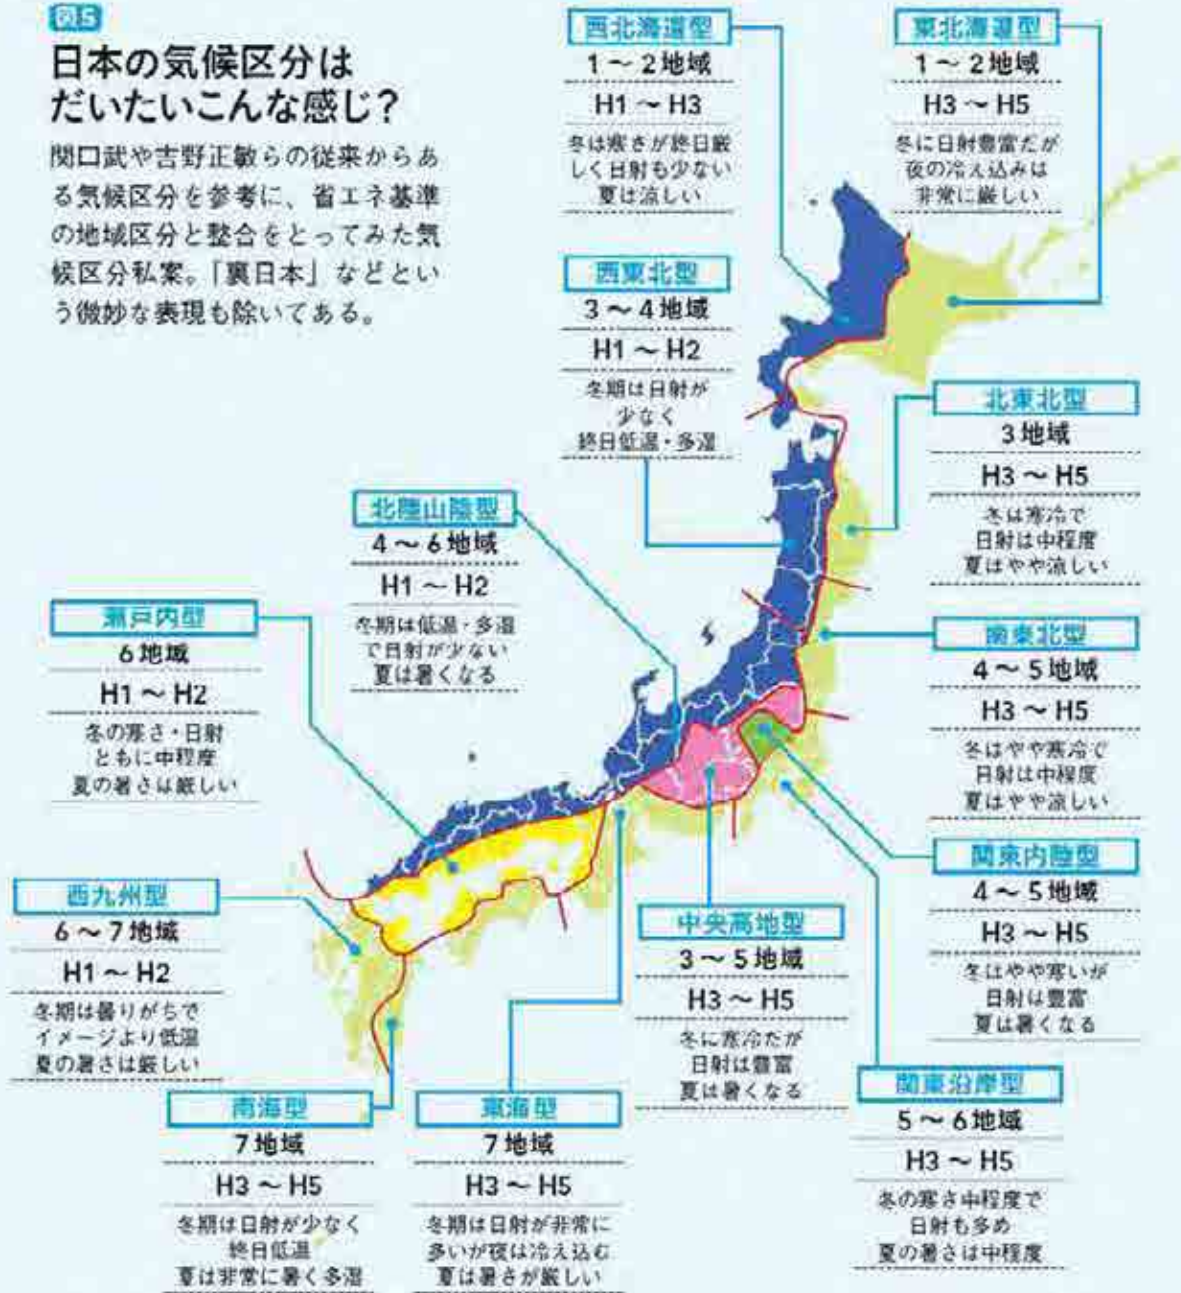 図5
日本の気候区分は
だいたいこんな感じ?
関口武や吉野正敏らの従来からあ
る気候区分を参考に、省エネ基準
の地域区分と整合をとってみた気
候区分私案。「裏日本」などとい
う微妙な表現も除いてある。
西北海道型
1〜2地域
H1〜H3
冬は寒さが終日厳
しく日射も少ない
夏は涼しい
東北海道型
1〜2地域
H3〜H5
冬に日射豊富だが
夜の冷え込みは
非常に厳しい
西東北型
3〜4地域
H1〜H2
冬期は日射が
少なく
終日低温・多湿
北東北型
3地域
H3〜H5
冬は寒冷で
日射は中程度
夏はやや涼しい
北陸山陰型
4〜6地域
H1〜H2
冬期は低温・多湿
で日射が少ない
夏は暑くなる
瀬戸内型
6地域
H1〜H2
冬の寒さ・日射
ともに中程度
夏の暑さは厳しい
南東北型
4〜5地域
H3〜H5
冬はやや寒冷で
日射は中程度
夏はやや涼しい
関東内陸型
4〜5地域
H3〜H5
冬はやや寒いが
日射は豊富
夏は暑くなる
西九州型
6〜7地域
H1〜H2
冬期は曇りがちで
イメージより低温
夏の暑さは厳しい
中央高地型
3〜5地域
H3〜H5
冬に寒冷だが
日射は豊富
夏は暑くなる
関東沿岸型
5〜6地域
H3〜H5
冬の寒さ中程度で
日射も多め
夏の暑さは中程度
南海型
7地域
H3〜H5
冬期は日射が少なく
終日低温
夏は非常に暑く多湿
東海型
7地域
H3〜H5
冬期は日射が非常に
多いが夜は冷え込む
夏は暑さが厳しい